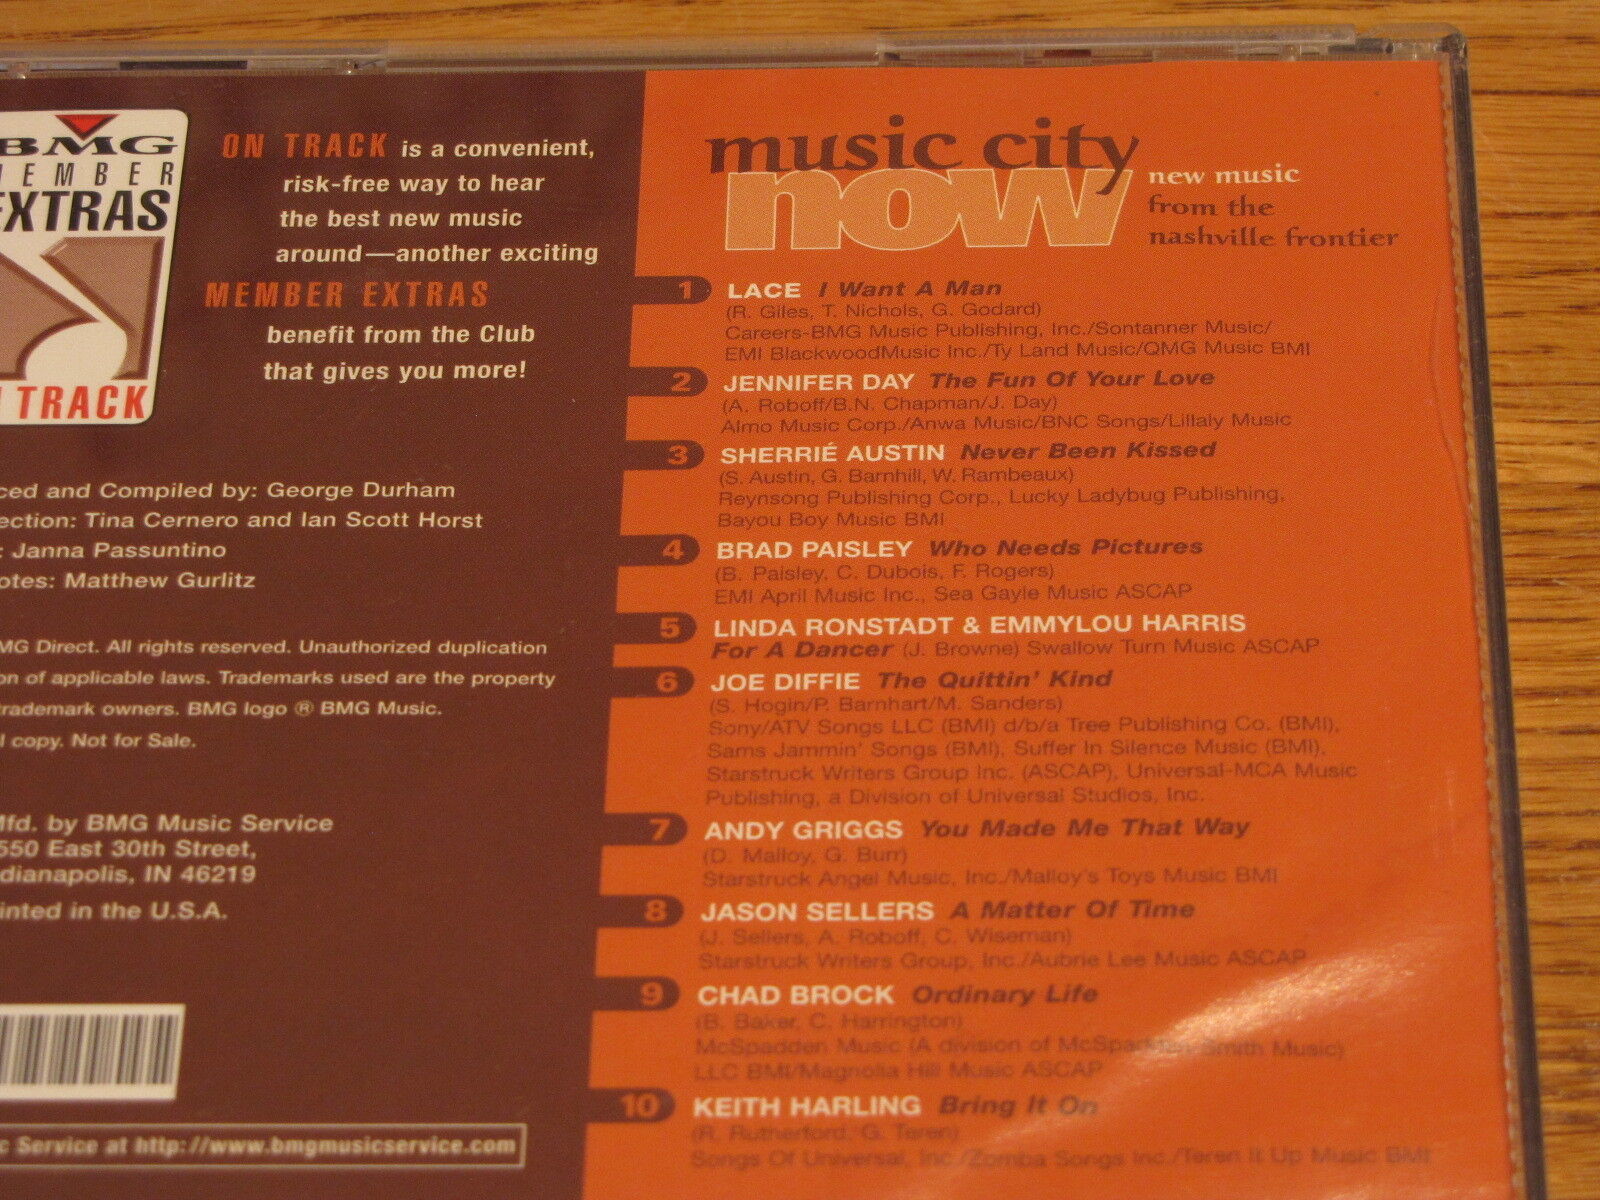 BMG
MEMBER
EXTRAS
TRACK
ON TRACK is a convenient,
risk-free way to hear
the best new music
around—another exciting
MEMBER EXTRAS
benefit from the Club
that gives you more!
by: George Durham
Tina Cernero and Ian Scott Horst
Janna Passuntino
Matthew Gurlitz
BMG Direct. All rights reserved. Unauthorized duplication
of applicable laws. Trademarks used are the property
trademark owners. BMG logo ® BMG Music.
copy. Not for Sale.
Mfd. by BMG Music Service
East 30th Street,
Indianapolis, IN 46219
Printed in the U.S.A.
Service at http://www.bmgmusicservice.com
music city
now
new music
from the
nashville frontier
1 LACE I Want A Man
(R. Giles, T. Nichols, G. Godard)
Careers-BMG Music Publishing, Inc./Sontanner Music/
EMI BlackwoodMusic Inc./Ty Land Music/QMG Music BMI
2 JENNIFER DAY The Fun Of Your Love
(A. Roboff/B.N. Chapman/J. Day)
Almo Music Corp./Anwa Music/BNC Songs/Lillaly Music
3 SHERRIÉ AUSTIN Never Been Kissed
(S. Austin, G. Barnhill, W. Rambeaux)
Reynsong Publishing Corp., Lucky Ladybug Publishing,
Bayou Boy Music BMI
4 BRAD PAISLEY Who Needs Pictures
(B. Paisley, C. Dubois, F. Rogers)
EMI April Music Inc., Sea Gayle Music ASCAP
5 LINDA RONSTADT & EMMYLOU HARRIS
For A Dancer (J. Browne) Swallow Turn Music ASCAP
6 JOE DIFFIE The Quittin' Kind
(S. Hogin/P. Barnhart/M. Sanders)
Sony/ATV Songs LLC (BMI) d/b/a Tree Publishing Co. (BMI),
Sams Jammin' Songs (BMI), Suffer In Silence Music (BMI),
Starstruck Writers Group Inc. (ASCAP), Universal-MCA Music
Publishing, a Division of Universal Studios, Inc.
7 ANDY GRIGGS You Made Me That Way
(D. Malloy, G. Burr)
Starstruck Angel Music, Inc./Malloy's Toys Music BMI
8 JASON SELLERS A Matter Of Time
(J. Sellers, A. Roboff, C. Wiseman)
Starstruck Writers Group, Inc./Aubrie Lee Music ASCAP
9 CHAD BROCK Ordinary Life
(B. Baker, C. Harrington)
McSpadden Music (A division of McSpadden Smith Music)
LLC BMI/Magnolia Hill Music ASCAP
10 KEITH HARLING Bring It On
(R. Rutherford, G. Teren)
Songs Of Universal, Inc./Zomba Songs Inc./Teren It Up Music BMI